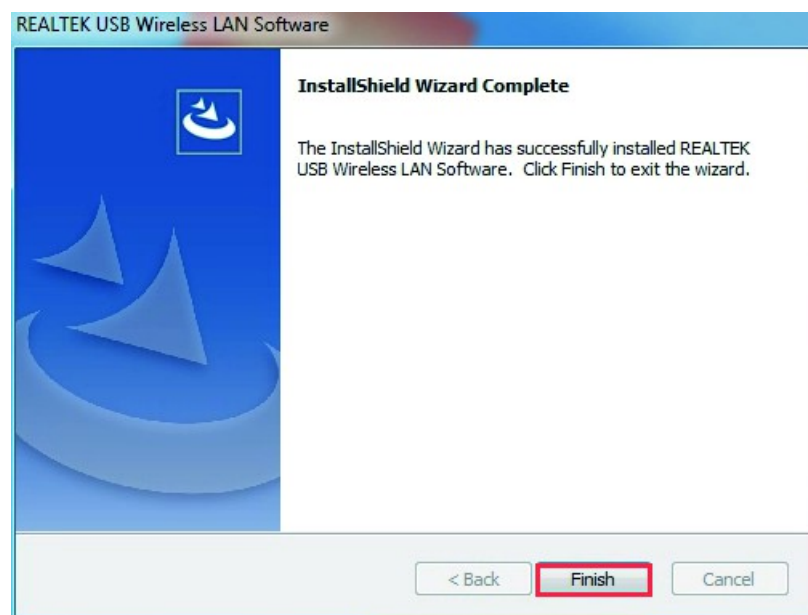 REALTEK USB Wireless LAN Software
InstallShield Wizard Complete
The InstallShield Wizard has successfully installed REALTEK
USB Wireless LAN Software. Click Finish to exit the wizard.
< Back Finish Cancel